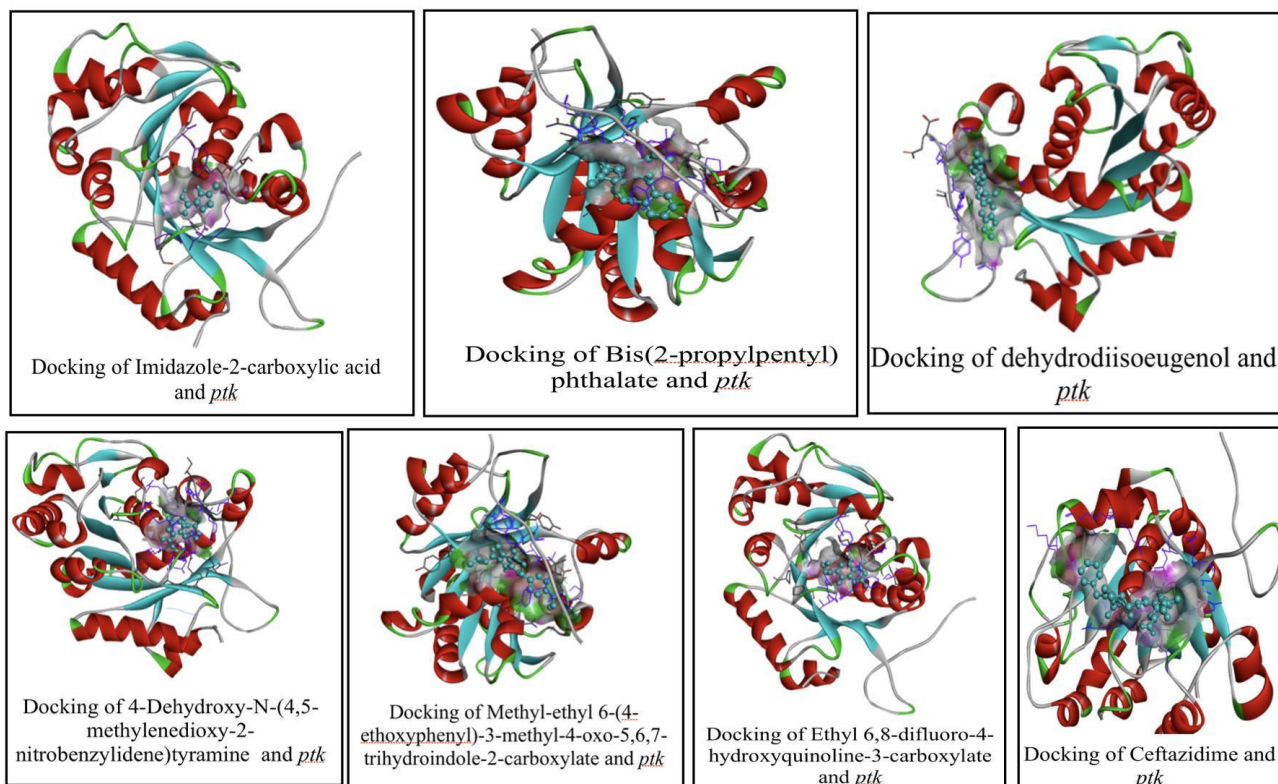 Docking of Imidazole-2-carboxylic acid
and ptk
Docking of Bis(2-propylpentyl)
phthalate and ptk
Docking of dehydrodiisoeugenol and
ptk
Docking of 4-Dehydroxy-N-(4,5-
methylenedioxy-2-
nitrobenzylidene)tyramine and ptk
Docking of Methyl-ethyl 6-(4-
ethoxyphenyl)-3-methyl-4-oxo-5,6,7-
trihydroindole-2-carboxylate and ptk
Docking of Ethyl 6,8-difluoro-4-
hydroxyquinoline-3-carboxylate
and ptk
Docking of Ceftazidime and
ptk